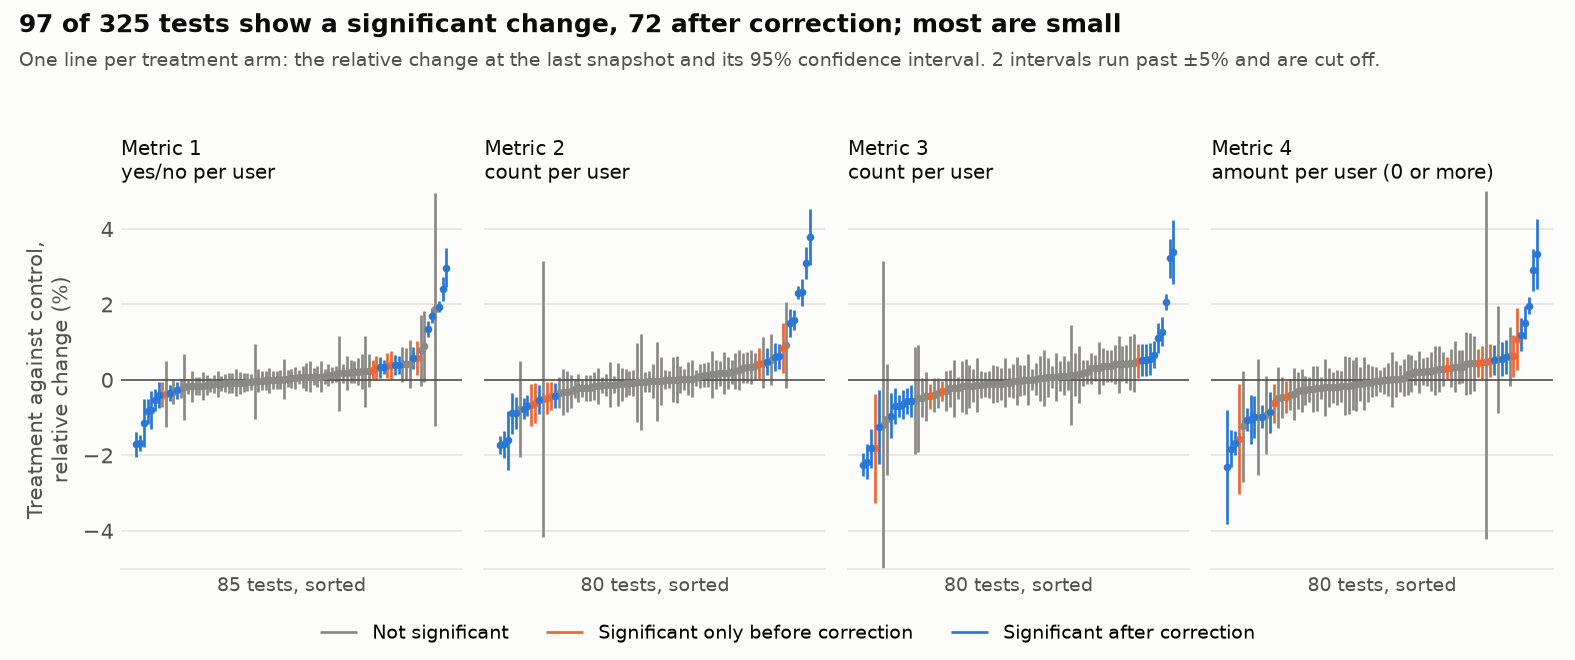 97 of 325 tests show a significant change, 72 after correction; most are small
One line per treatment arm: the relative change at the last snapshot and its 95% confidence interval. 2 intervals run past ±5% and are cut off.
Metric 1
yes/no per user
Metric 2
count per user
Metric 3
count per user
Metric 4
amount per user (0 or more)
Treatment against control,
relative change (%)
4
2
0
−2
−4
85 tests, sorted
80 tests, sorted
80 tests, sorted
80 tests, sorted
Not significant
Significant only before correction
Significant after correction